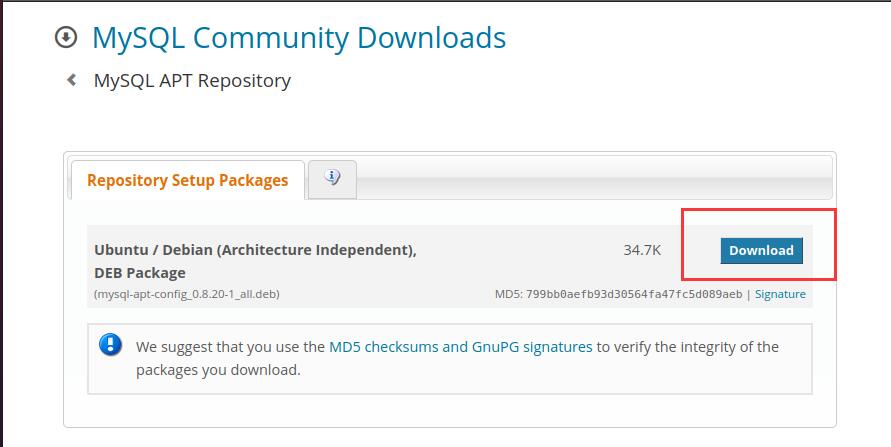 MySQL Community Downloads
MySQL APT Repository
Repository Setup Packages
Ubuntu / Debian (Architecture Independent), 34.7K Download
DEB Package
(mysql-apt-config_0.8.20-1_all.deb) MD5: 799bb0aefb93d30564fa47fc5d089aeb | Signature
We suggest that you use the MD5 checksums and GnuPG signatures to verify the integrity of the
packages you download.